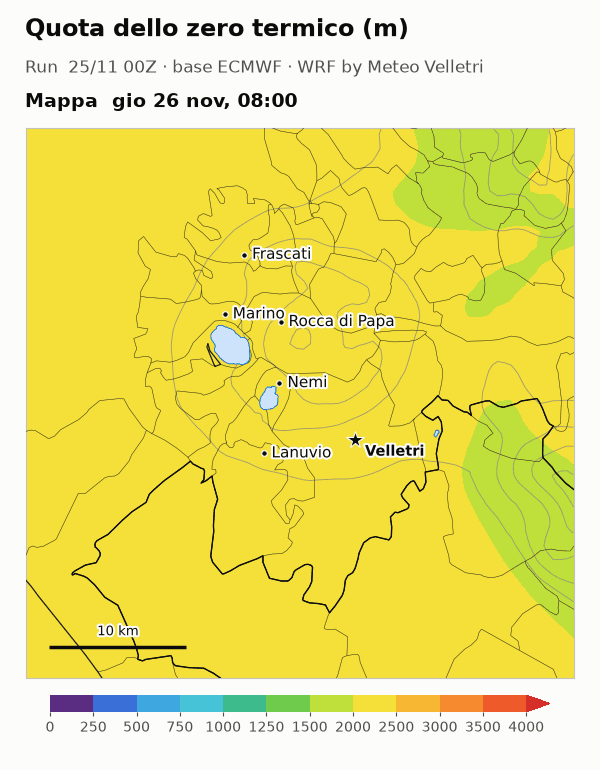 Quota dello zero termico (m)
Run 25/11 00Z · base ECMWF · WRF by Meteo Velletri
Mappa gio 26 nov, 08:00
Frascati
Marino
Rocca di Papa
Nemi
Velletri
Lanuvio
10 km
0 250 500 750 1000 1250 1500 2000 2500 3000 3500 4000